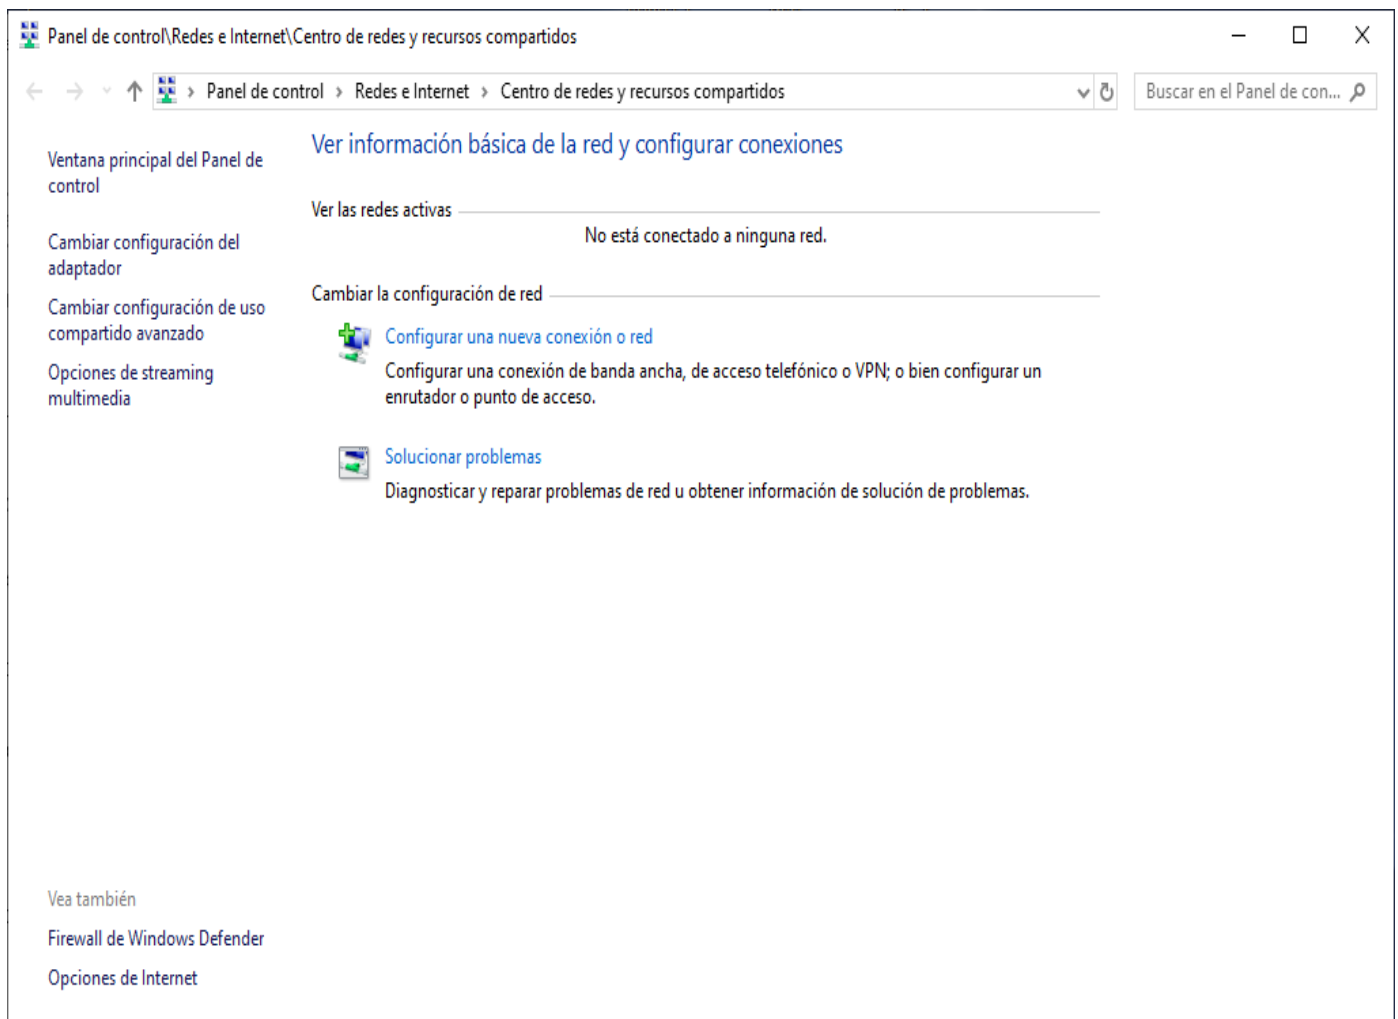 Panel de control\Redes e Internet\Centro de redes y recursos compartidos
Panel de control > Redes e Internet > Centro de redes y recursos compartidos
Buscar en el Panel de con...
Ventana principal del Panel de
control
Cambiar configuración del
adaptador
Cambiar configuración de uso
compartido avanzado
Opciones de streaming
multimedia
Ver información básica de la red y configurar conexiones
Ver las redes activas
No está conectado a ninguna red.
Cambiar la configuración de red
Configurar una nueva conexión o red
Configurar una conexión de banda ancha, de acceso telefónico o VPN; o bien configurar un
enrutador o punto de acceso.
Solucionar problemas
Diagnosticar y reparar problemas de red u obtener información de solución de problemas.
Vea también
Firewall de Windows Defender
Opciones de Internet